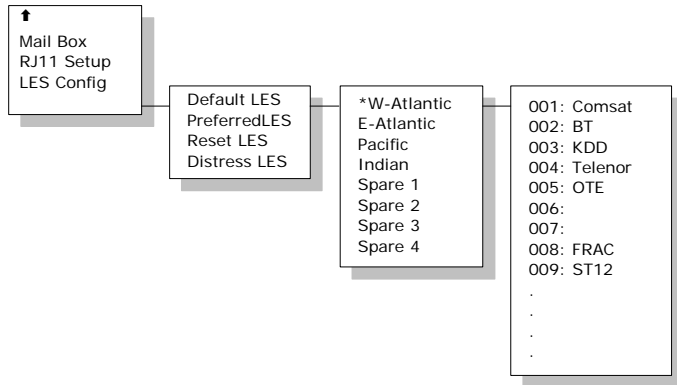 Mail Box
RJ11 Setup
LES Config
Default LES
PreferredLES
Reset LES
Distress LES
*W-Atlantic
E-Atlantic
Pacific
Indian
Spare 1
Spare 2
Spare 3
Spare 4
001: Comsat
002: BT
003: KDD
004: Telenor
005: OTE
006:
007:
008: FRAC
009: ST12
.
.
.
.